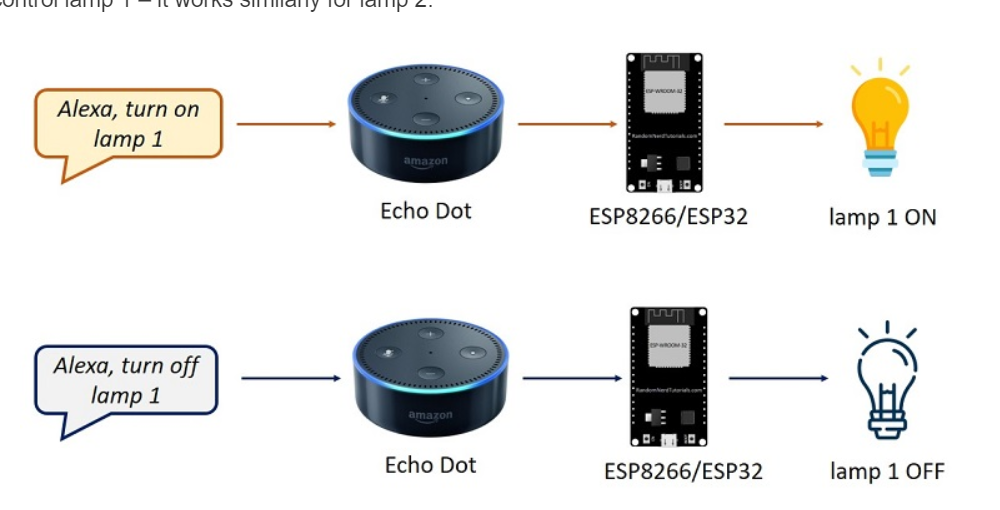 control lamp 1 – it works similarly for lamp 2.
Alexa, turn on
lamp 1
amazon
ESP-WROOM-32
RandomNerdTutorials.com
Echo Dot
ESP8266/ESP32
lamp 1 ON
Alexa, turn off
lamp 1
amazon
ESP-WROOM-32
RandomNerdTutorials.com
Echo Dot
ESP8266/ESP32
lamp 1 OFF